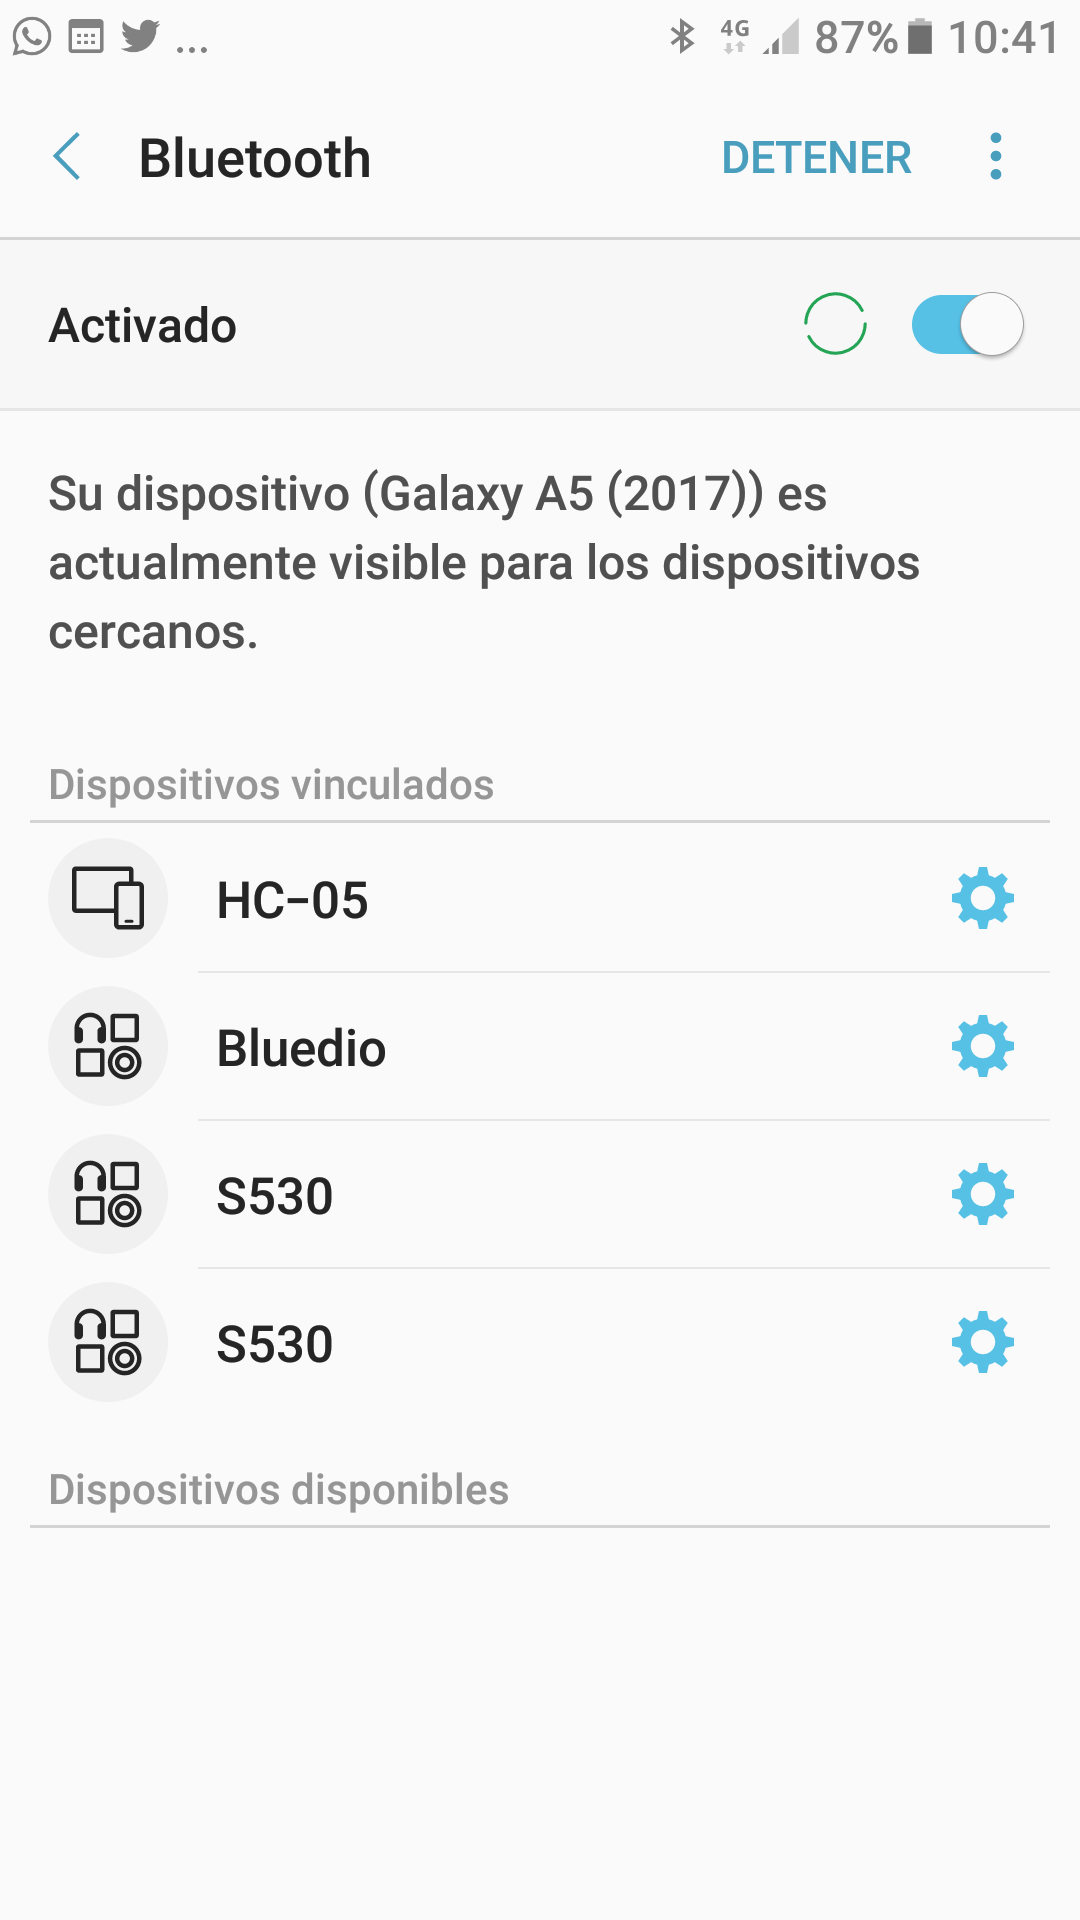 ... 4G 87% 10:41
Bluetooth DETENER
Activado
Su dispositivo (Galaxy A5 (2017)) es
actualmente visible para los dispositivos
cercanos.
Dispositivos vinculados
HC-05
Bluedio
S530
S530
Dispositivos disponibles